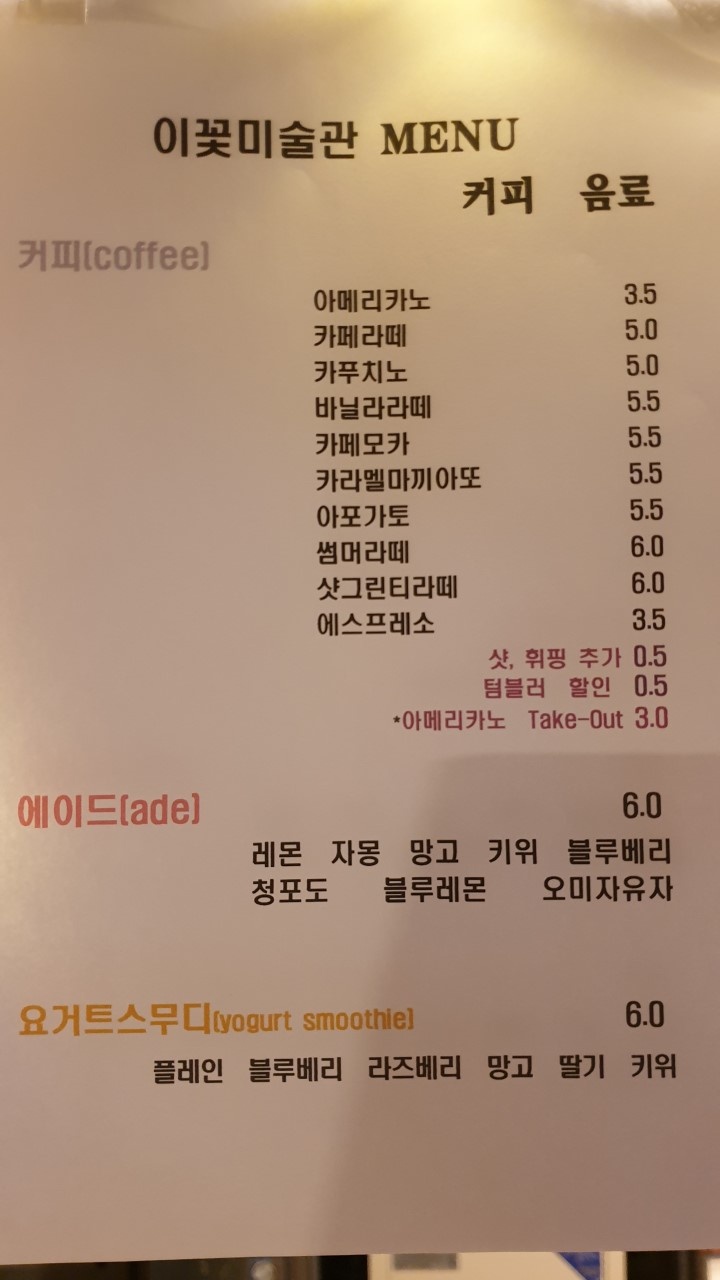 이꽃미술관 MENU
커피 음료
커피(coffee)
아메리카노 3.5
카페라떼 5.0
카푸치노 5.0
바닐라라떼 5.5
카페모카 5.5
카라멜마끼아또 5.5
아포가토 5.5
썸머라떼 6.0
샷그린티라떼 6.0
에스프레소 3.5
샷, 휘핑 추가 0.5
텀블러 할인 0.5
*아메리카노 Take-Out 3.0
에이드(ade) 6.0
레몬 자몽 망고 키위 블루베리
청포도 블루레몬 오미자유자
요거트스무디(yogurt smoothie) 6.0
플레인 블루베리 라즈베리 망고 딸기 키위